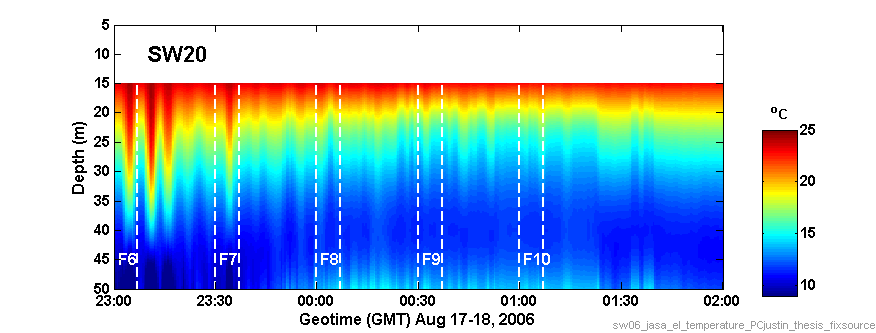 SW20
5
10
15
20
25
30
35
40
45
50
Depth (m)
F6 F7 F8 F9 F10
23:00 23:30 00:00 00:30 01:00 01:30 02:00
Geotime (GMT) Aug 17-18, 2006
ºC
25
20
15
10
sw06_jasa_el_temperature_PCjustin_thesis_fixsource